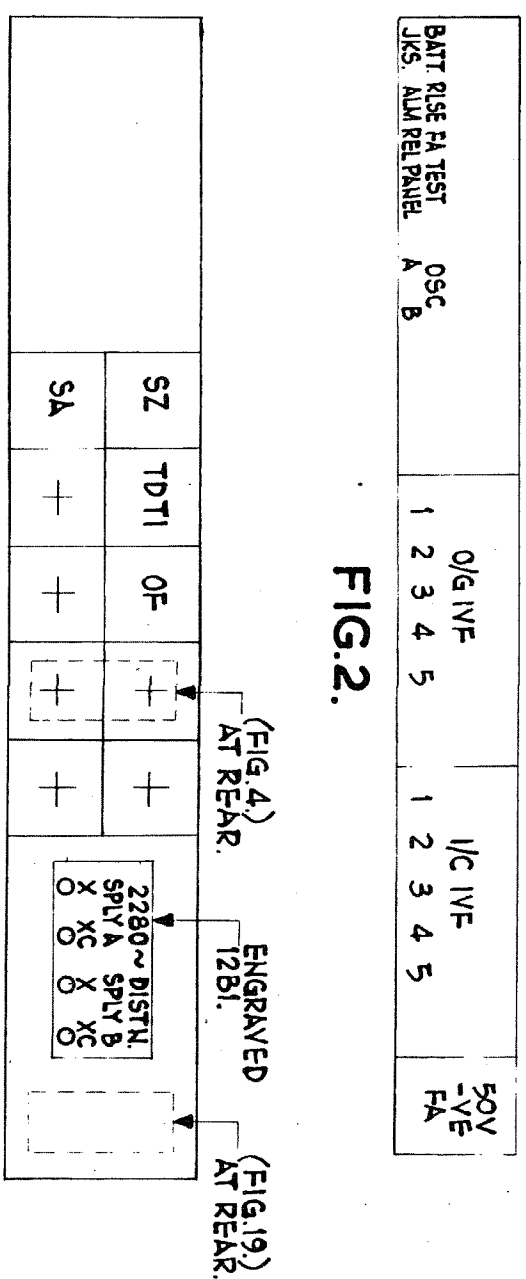 BATT. RLSE FA TEST
JKS. ALM REL PANEL
OSC
A B
O/G IVF
1 2 3 4 5
I/C IVF
1 2 3 4 5
50V
-VE
FA
FIG.2.
SZ TDT1 OF + +
SA + + + +
(FIG.4.)
AT REAR.
ENGRAVED
12B1.
2280~ DISTN.
SPLY A SPLY B
X XC X XC
O O O O
(FIG.19.)
AT REAR.